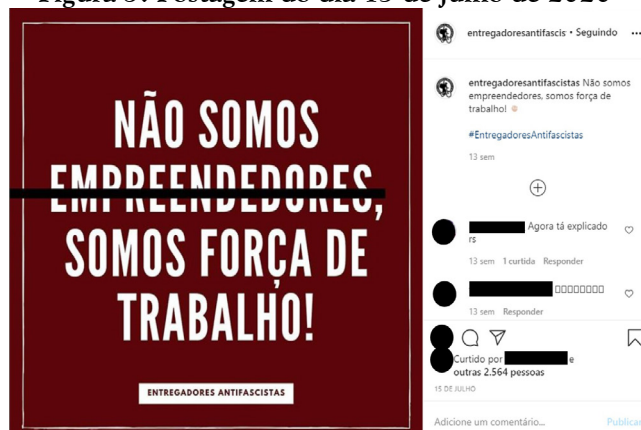 Figura 5: Postagem do dia 15 de julho de 2020
NÃO SOMOS
EMPREENDEDORES,
SOMOS FORÇA DE
TRABALHO!
ENTREGADORES ANTIFASCISTAS
entregadoresantifascis • Seguindo ...
entregadoresantifascistas Não somos
empreendedores, somos força de
trabalho!
#EntregadoresAntifascistas
13 sem
Agora tá explicado
rs
13 sem 1 curtida Responder
13 sem Responder
Curtido por e
outras 2.564 pessoas
15 DE JULHO
Adicione um comentário... Publicar